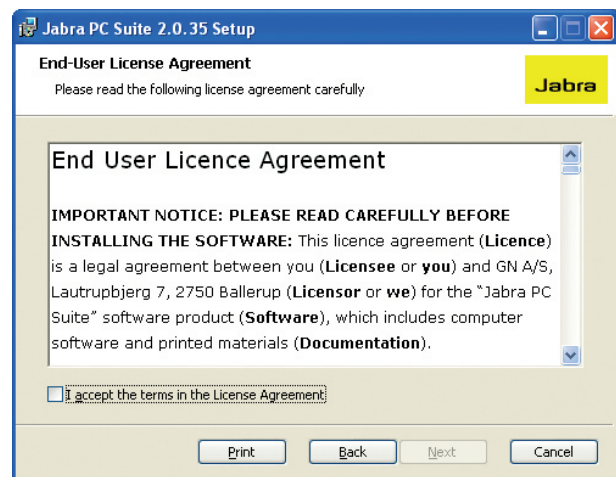 Jabra PC Suite 2.0.35 Setup
End-User License Agreement
Please read the following license agreement carefully
Jabra
End User Licence Agreement
IMPORTANT NOTICE: PLEASE READ CAREFULLY BEFORE
INSTALLING THE SOFTWARE: This licence agreement (Licence)
is a legal agreement between you (Licensee or you) and GN A/S,
Lautrupbjerg 7, 2750 Ballerup (Licensor or we) for the “Jabra PC
Suite” software product (Software), which includes computer
software and printed materials (Documentation).
I accept the terms in the License Agreement
Print
Back
Next
Cancel